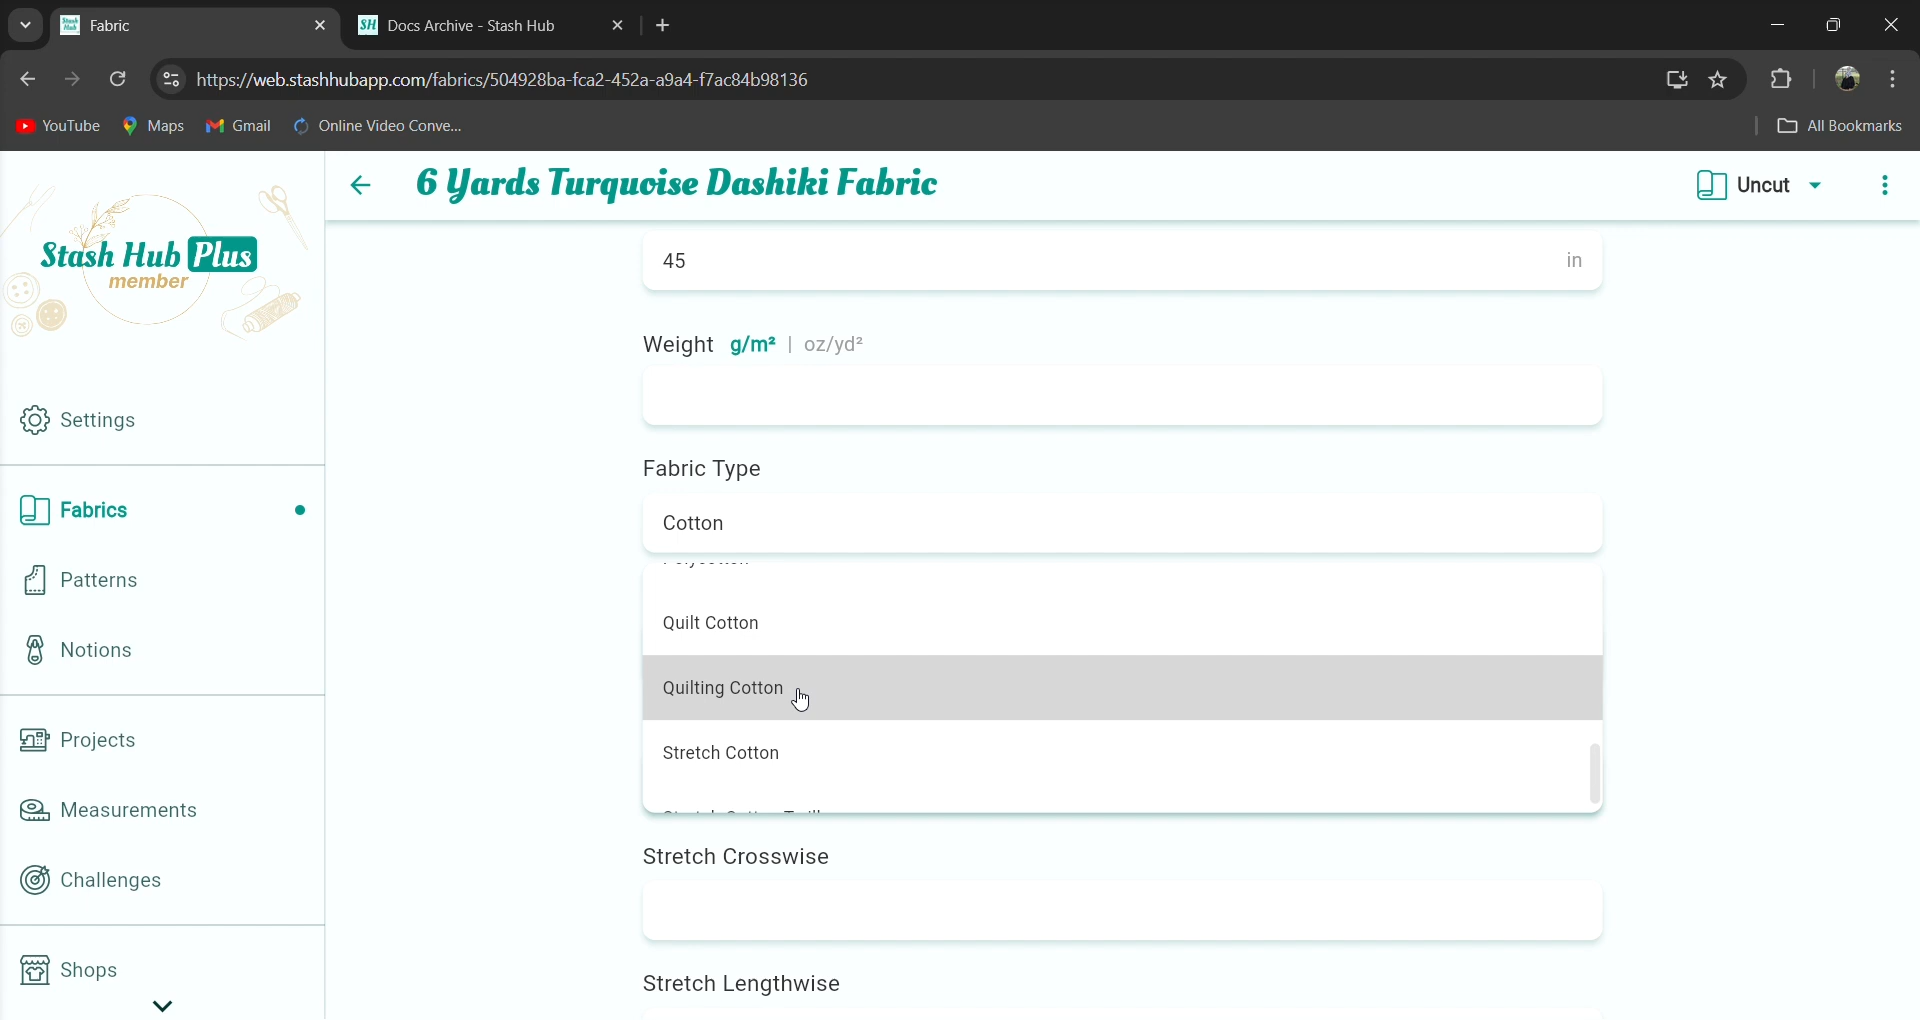 Fabric
SH Docs Archive - Stash Hub
https://web.stashhubapp.com/fabrics/504928ba-fca2-452a-a9a4-f7ac84b98136
YouTube Maps Gmail Online Video Conve... All Bookmarks
Stash Hub Plus
member
6 Yards Turquoise Dashiki Fabric
Uncut
45 in
Weight g/m² | oz/yd²
Settings
Fabric Type
Fabrics
Cotton
Patterns
Quilt Cotton
Notions
Quilting Cotton
Projects
Stretch Cotton
Measurements
Stretch Crosswise
Challenges
Shops
Stretch Lengthwise